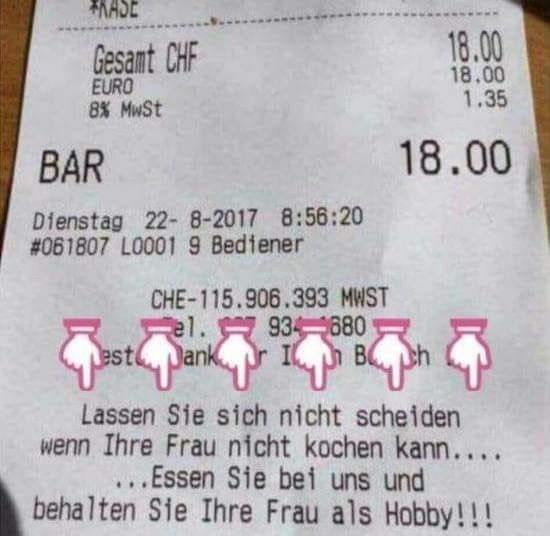 *KÄSE
Gesamt CHF 18.00
EURO 18.00
8% MwSt 1.35
BAR 18.00
Dienstag 22- 8-2017 8:56:20
#061807 L0001 9 Bediener
CHE-115.906.393 MWST
680
Lassen Sie sich nicht scheiden
wenn Ihre Frau nicht kochen kann....
...Essen Sie bei uns und
behalten Sie Ihre Frau als Hobby!!!